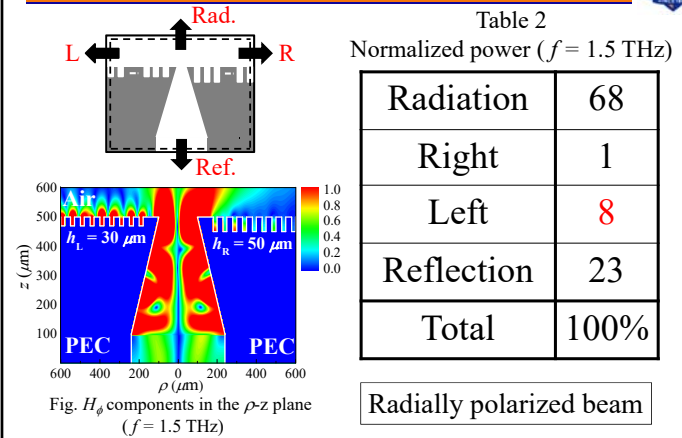 Rad.
L
R
Ref.
Table 2
Normalized power ( f = 1.5 THz)
Radiation 68
Right 1
Left 8
Reflection 23
Total 100%
Radially polarized beam
600
500
400
300
200
100
z (μm)
Air
h_L = 30 μm
h_R = 50 μm
PEC
PEC
1.0
0.8
0.6
0.4
0.2
0.0
600 400 200 0 200 400 600
ρ (μm)
Fig. H_ϕ components in the ρ-z plane
( f = 1.5 THz)